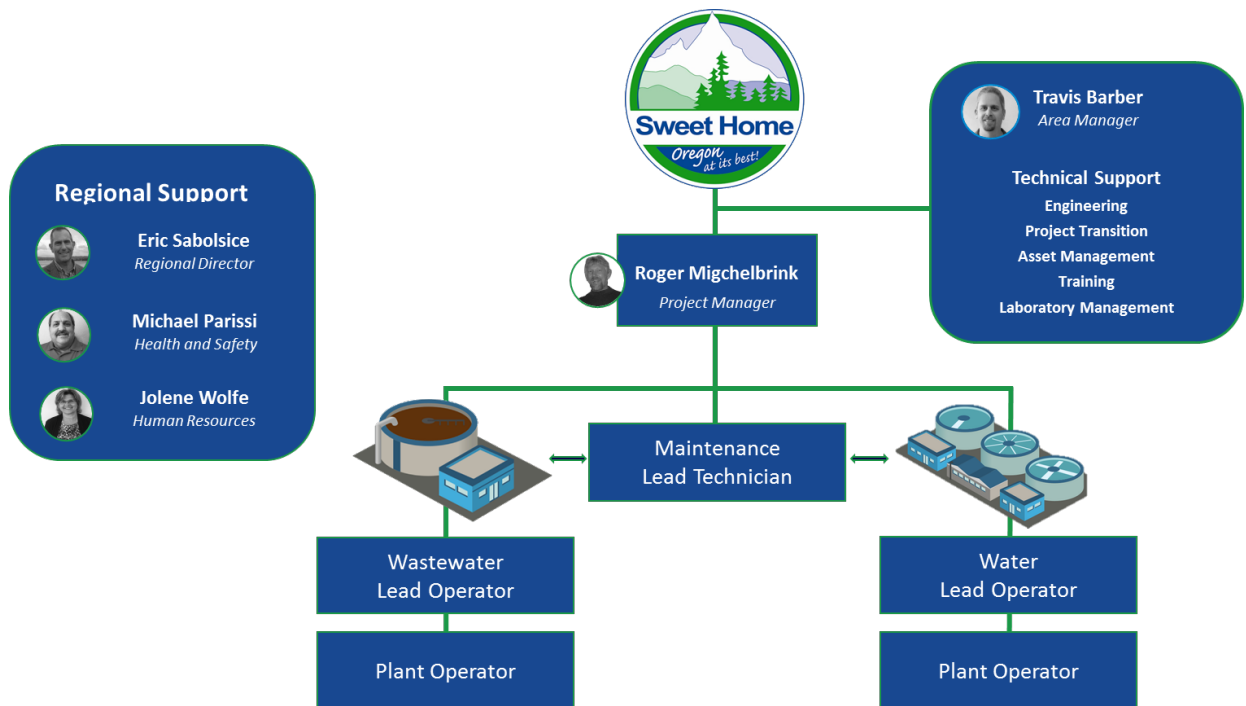 Sweet Home
Oregon
at its best!
Travis Barber
Area Manager
Technical Support
Engineering
Project Transition
Asset Management
Training
Laboratory Management
Regional Support
Eric Sabolsice
Regional Director
Michael Parissi
Health and Safety
Jolene Wolfe
Human Resources
Roger Migchelbrink
Project Manager
Maintenance
Lead Technician
Wastewater
Lead Operator
Plant Operator
Water
Lead Operator
Plant Operator